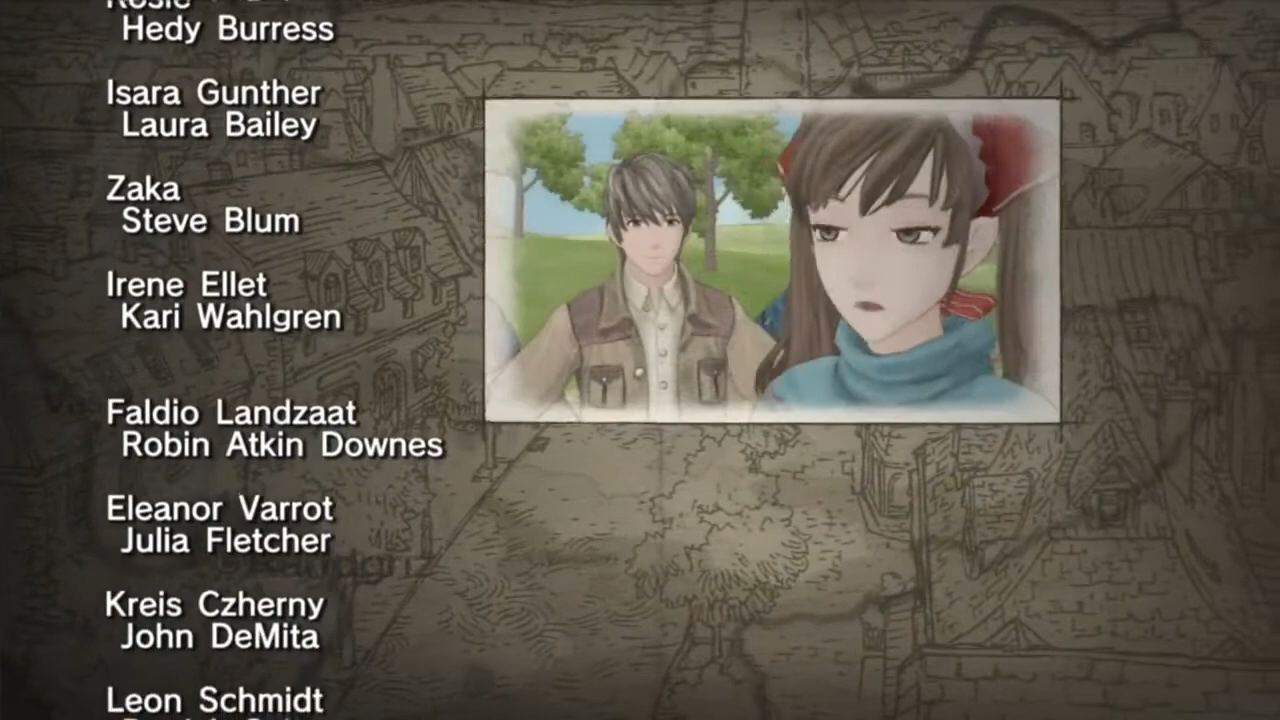 Rosie
Hedy Burress
Isara Gunther
Laura Bailey
Zaka
Steve Blum
Irene Ellet
Kari Wahlgren
Faldio Landzaat
Robin Atkin Downes
Eleanor Varrot
Julia Fletcher
Kreis Czherny
John DeMita
Leon Schmidt